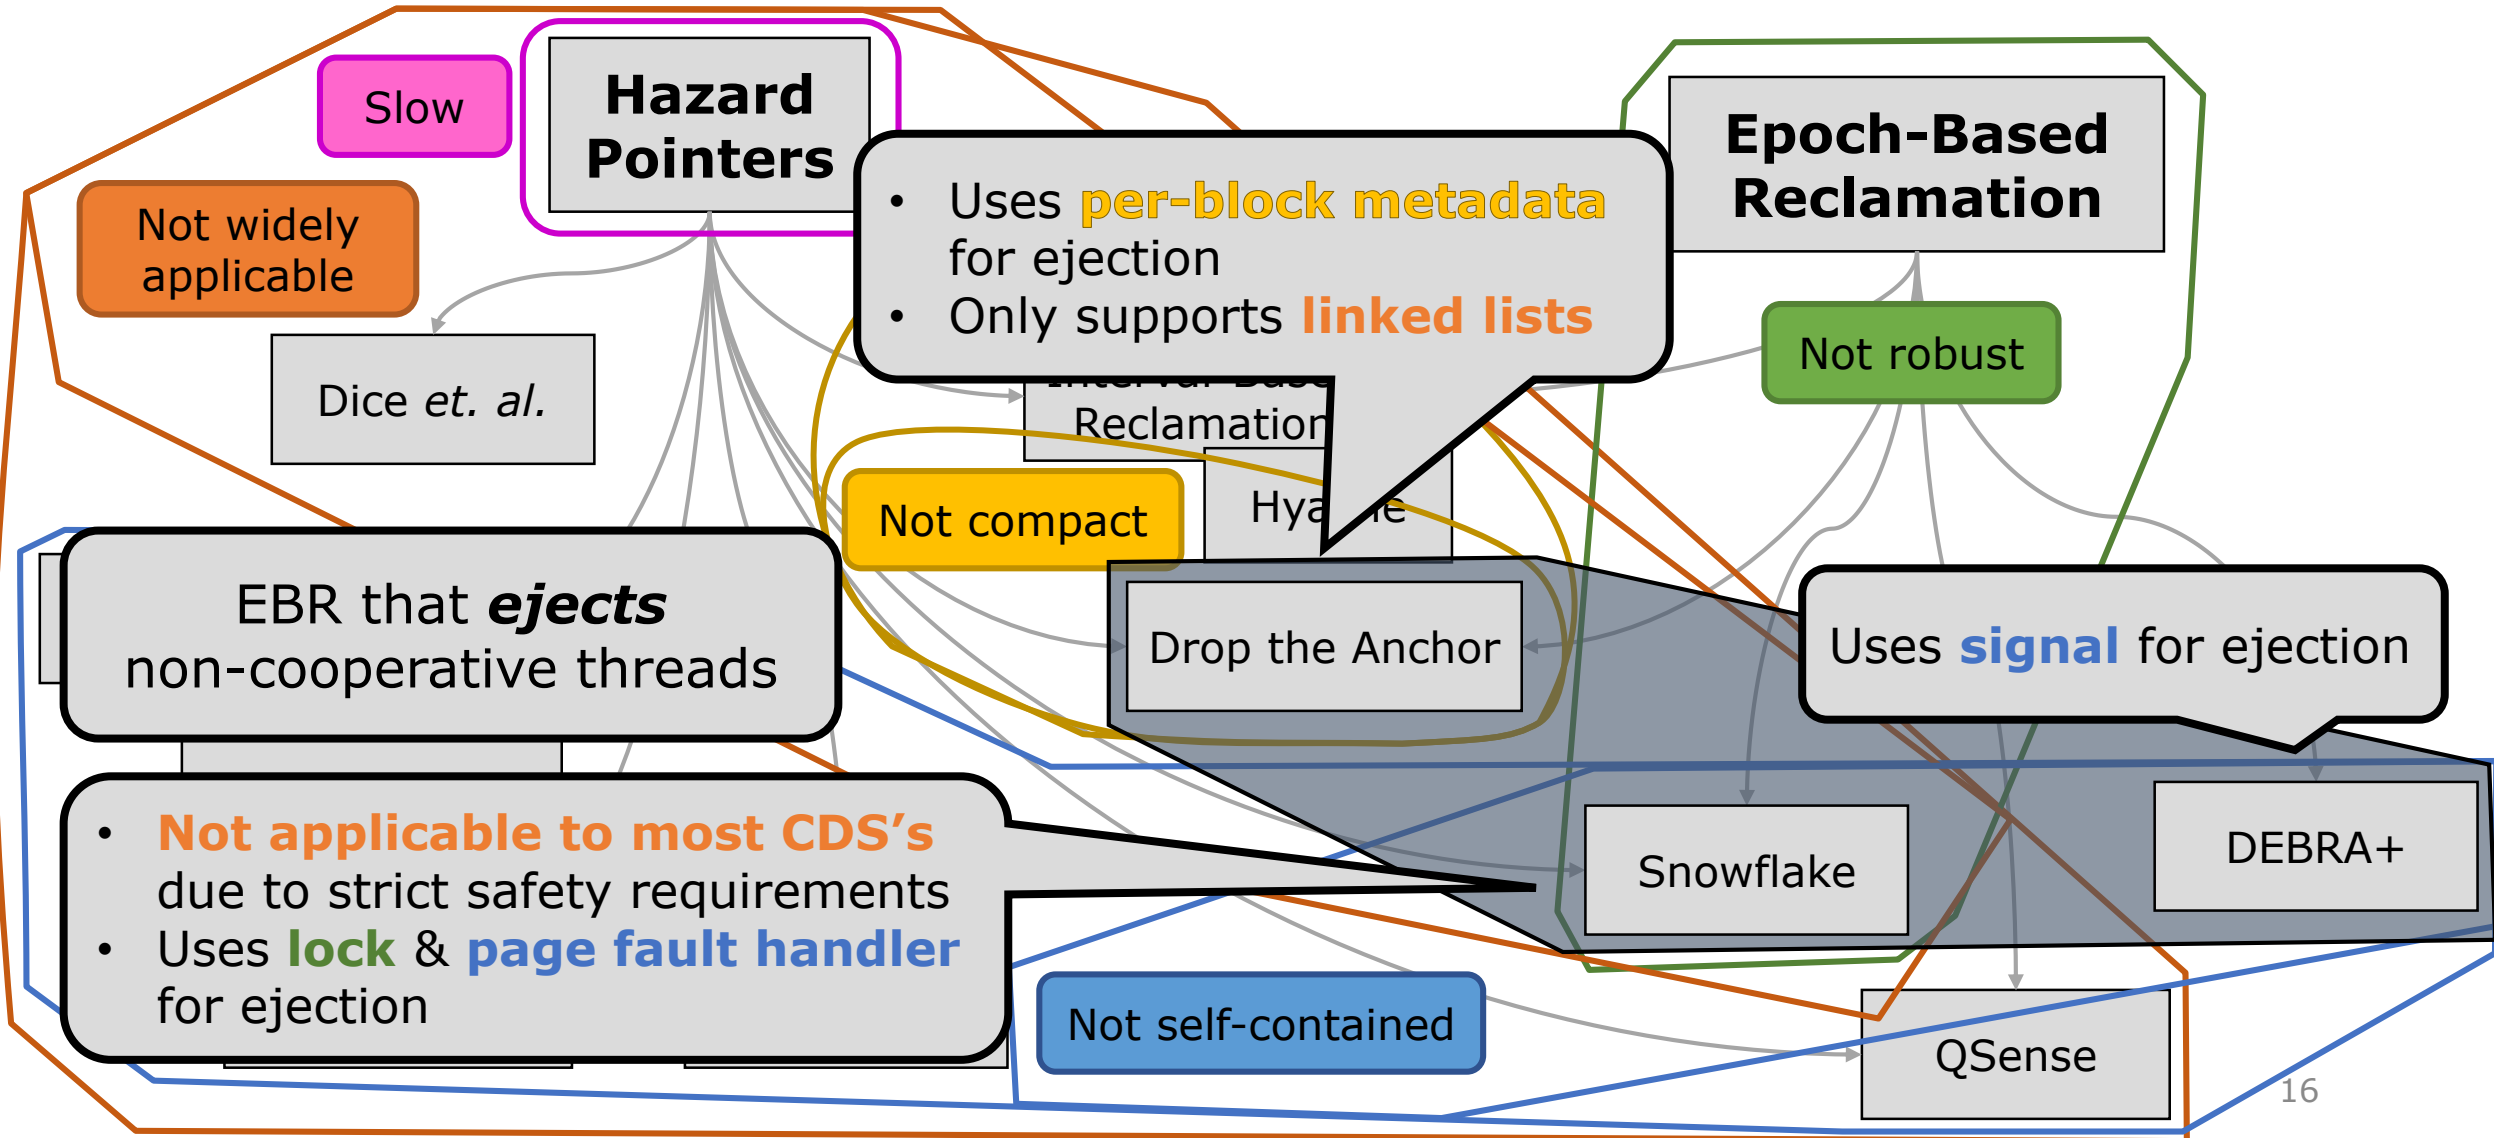 Slow
Hazard
Pointers
Epoch-Based
Reclamation
Not widely
applicable
• Uses per-block metadata
for ejection
• Only supports linked lists
Not robust
Dice et. al.
Reclamation
Not compact
EBR that ejects
non-cooperative threads
Drop the Anchor
Uses signal for ejection
• Not applicable to most CDS’s
due to strict safety requirements
• Uses lock & page fault handler
for ejection
Snowflake
DEBRA+
Not self-contained
QSense
16